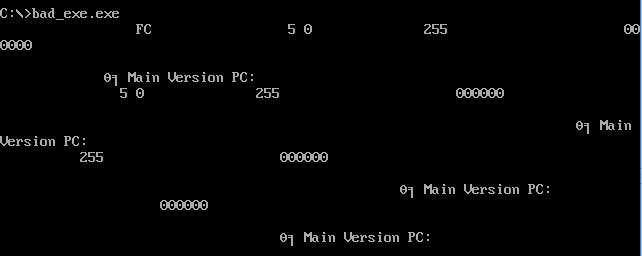 C:\>bad_exe.exe
FC 5 0 255 00
0000
θ╕ Main Version PC:
5 0 255 000000
θ╕ Main
Version PC:
255 000000
θ╕ Main Version PC:
000000
θ╕ Main Version PC: